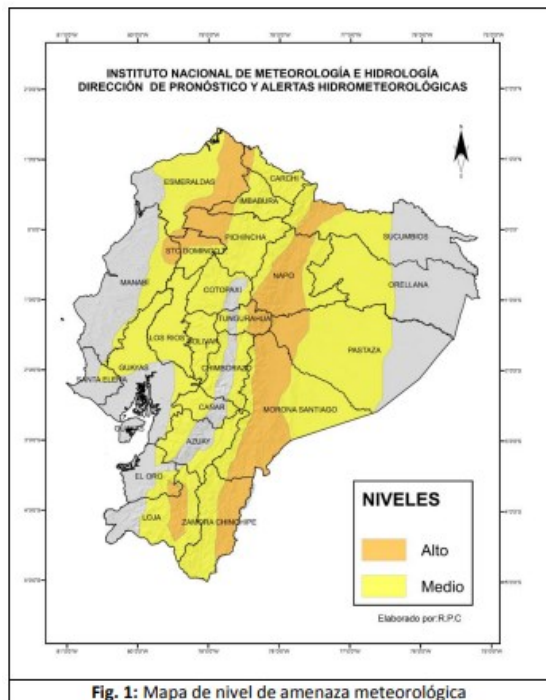 INSTITUTO NACIONAL DE METEOROLOGÍA E HIDROLOGÍA
DIRECCIÓN DE PRONÓSTICO Y ALERTAS HIDROMETEOROLÓGICAS
N
ESMERALDAS
CARCHI
IMBABURA
PICHINCHA
SUCUMBIOS
STO DOMINGO
NAPO
ORELLANA
MANABÍ
COTOPAXI
TUNGURAHUA
LOS RIOS
BOLIVAR
PASTAZA
GUAYAS
CHIMBORAZO
SANTA ELENA
CAÑAR
MORONA SANTIAGO
AZUAY
EL ORO
LOJA
ZAMORA CHINCHIPE
NIVELES
Alto
Medio
Elaborado por:R.P.C
Fig. 1: Mapa de nivel de amenaza meteorológica